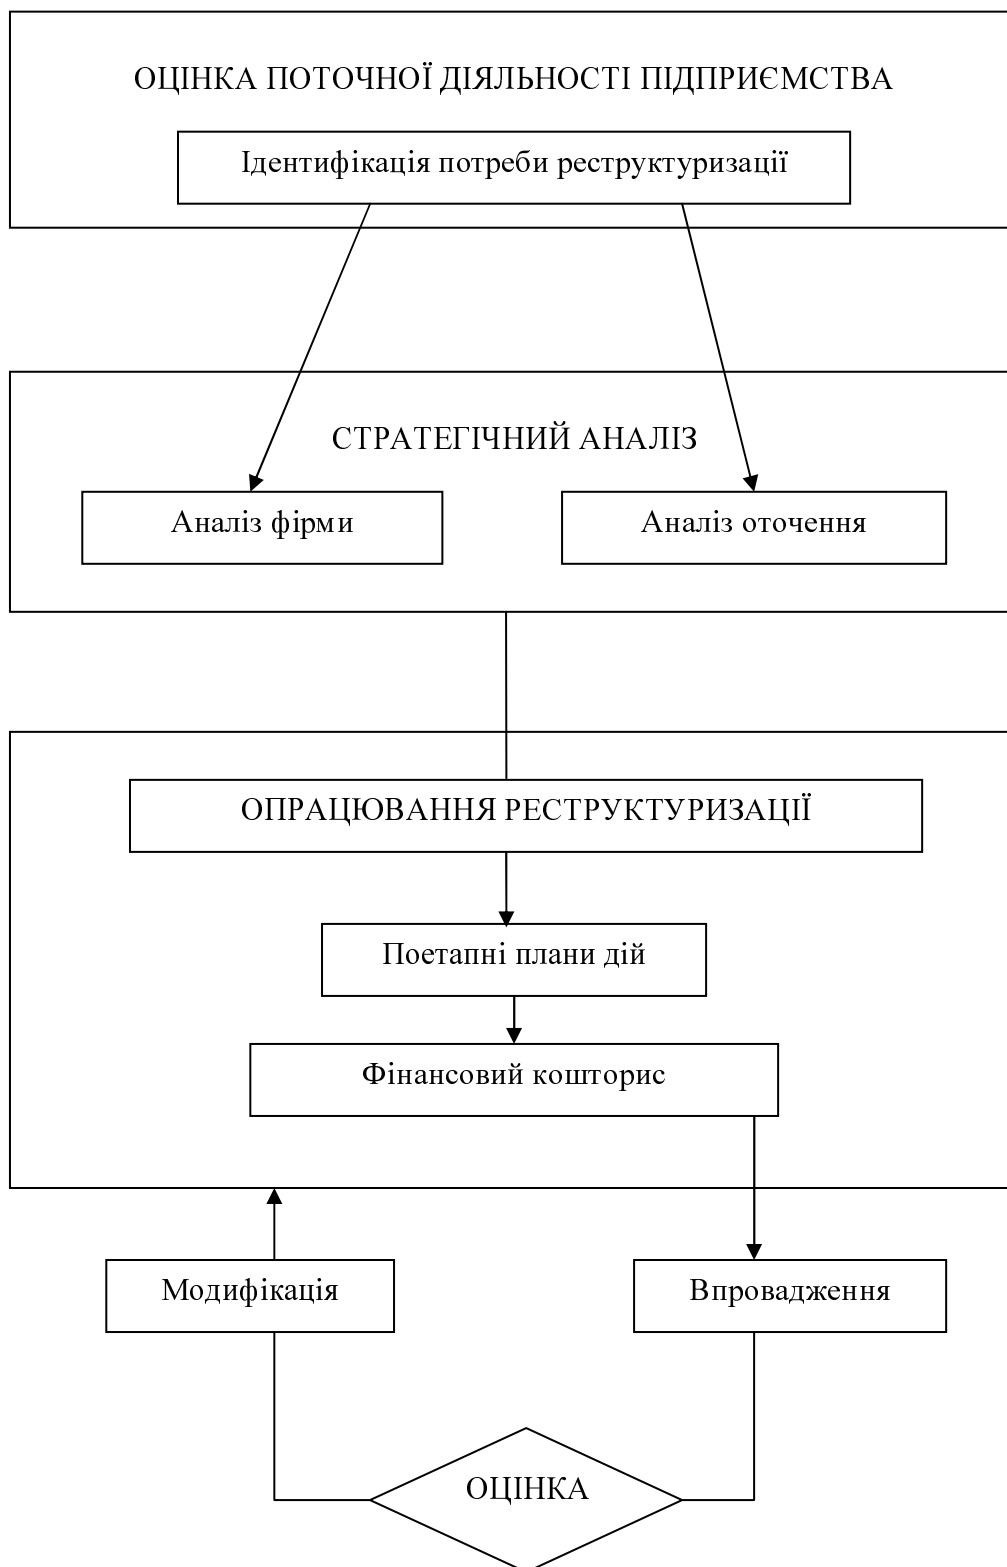 ОЦІНКА ПОТОЧНОЇ ДІЯЛЬНОСТІ ПІДПРИЄМСТВА
Ідентифікація потреби реструктуризації
СТРАТЕГІЧНИЙ АНАЛІЗ
Аналіз фірми
Аналіз оточення
ОПРАЦЮВАННЯ РЕСТРУКТУРИЗАЦІЇ
Поетапні плани дій
Фінансовий кошторис
Модифікація
Впровадження
ОЦІНКА